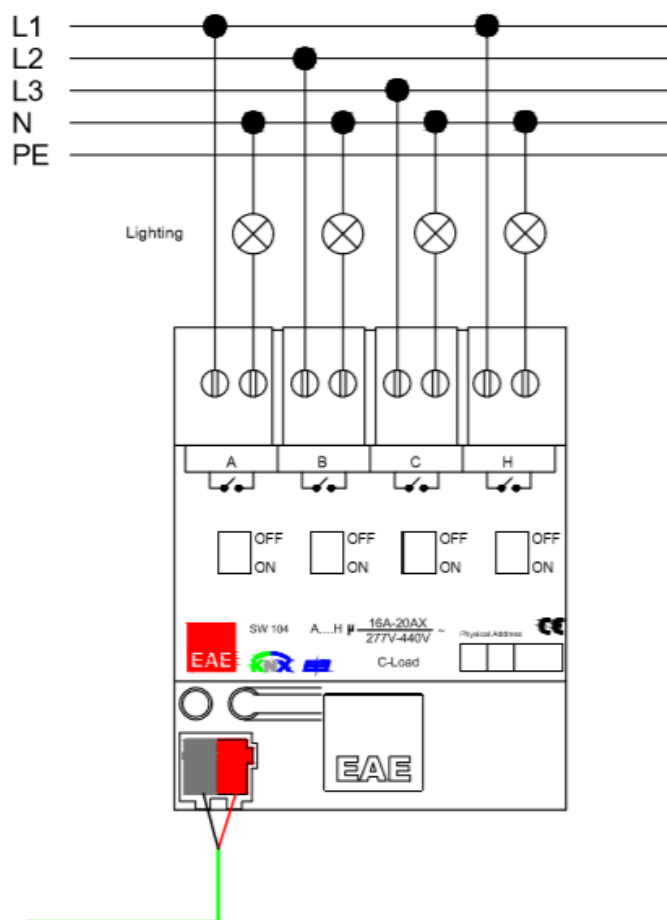 L1
L2
L3
N
PE
Lighting
A B C H
OFF OFF OFF OFF
ON ON ON ON
SW 104 A....H µ 16A-20AX ~ Physical Address CE
277V-440V
EAE KNX C-Load
EAE